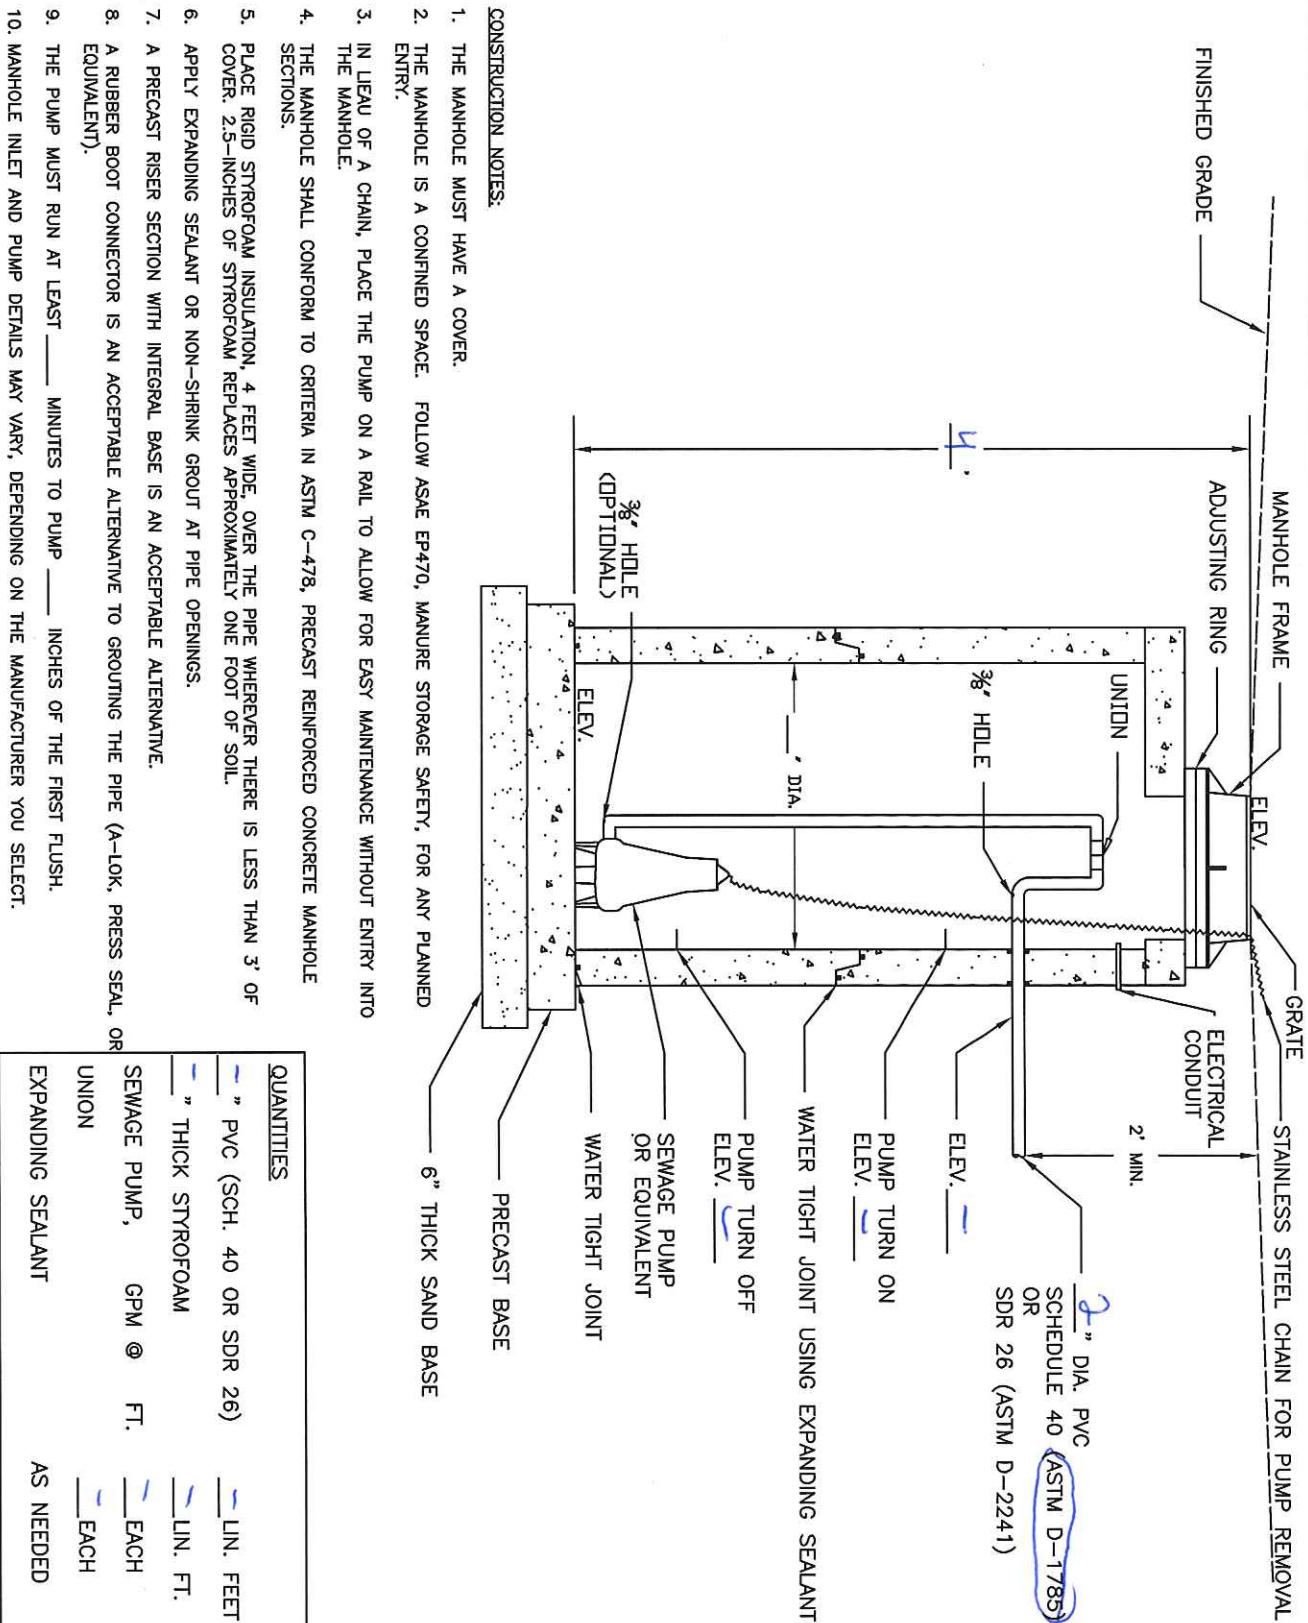 FINISHED GRADE
MANHOLE FRAME
ADJUSTING RING
ELEV.
GRATE
STAINLESS STEEL CHAIN FOR PUMP REMOVAL
ELECTRICAL
CONDUIT
2' MIN.
UNION
3/8" HOLE
4'
___' DIA.
3/8" HOLE
(OPTIONAL)
ELEV.
2" DIA. PVC
SCHEDULE 40 (ASTM D-1785)
OR
SDR 26 (ASTM D-2241)
ELEV. —
PUMP TURN ON
ELEV. —
WATER TIGHT JOINT USING EXPANDING SEALANT
PUMP TURN OFF
ELEV. —
SEWAGE PUMP
OR EQUIVALENT
WATER TIGHT JOINT
PRECAST BASE
6" THICK SAND BASE
CONSTRUCTION NOTES:
1. THE MANHOLE MUST HAVE A COVER.
2. THE MANHOLE IS A CONFINED SPACE. FOLLOW ASAE EP470, MANURE STORAGE SAFETY, FOR ANY PLANNED
ENTRY.
3. IN LIEAU OF A CHAIN, PLACE THE PUMP ON A RAIL TO ALLOW FOR EASY MAINTENANCE WITHOUT ENTRY INTO
THE MANHOLE.
4. THE MANHOLE SHALL CONFORM TO CRITERIA IN ASTM C-478, PRECAST REINFORCED CONCRETE MANHOLE
SECTIONS.
5. PLACE RIGID STYROFOAM INSULATION, 4 FEET WIDE, OVER THE PIPE WHEREVER THERE IS LESS THAN 3' OF
COVER. 2.5-INCHES OF STYROFOAM REPLACES APPROXIMATELY ONE FOOT OF SOIL.
6. APPLY EXPANDING SEALANT OR NON-SHRINK GROUT AT PIPE OPENINGS.
7. A PRECAST RISER SECTION WITH INTEGRAL BASE IS AN ACCEPTABLE ALTERNATIVE.
8. A RUBBER BOOT CONNECTOR IS AN ACCEPTABLE ALTERNATIVE TO GROUTING THE PIPE (A-LOK, PRESS SEAL, OR
EQUIVALENT).
9. THE PUMP MUST RUN AT LEAST ____ MINUTES TO PUMP ____ INCHES OF THE FIRST FLUSH.
10. MANHOLE INLET AND PUMP DETAILS MAY VARY, DEPENDING ON THE MANUFACTURER YOU SELECT.
QUANTITIES
— " PVC (SCH. 40 OR SDR 26) — LIN. FEET
— " THICK STYROFOAM — LIN. FT.
SEWAGE PUMP, GPM @ FT. — EACH
UNION — EACH
EXPANDING SEALANT AS NEEDED